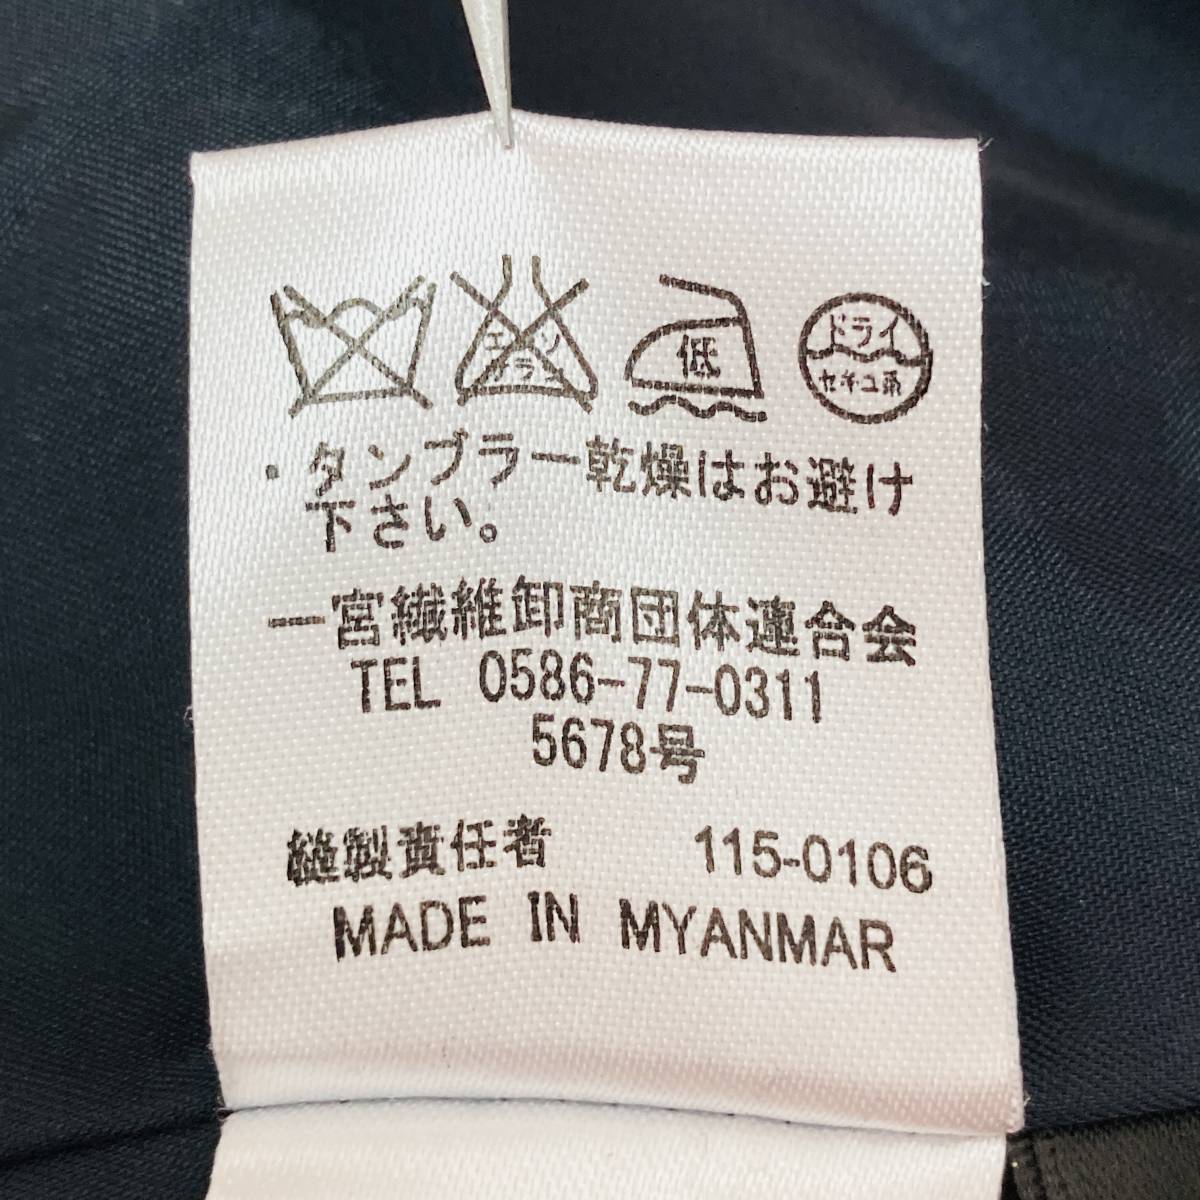 エンソ
サラシ
低
ドライ
セキユ系
・タンブラー乾燥はお避け
下さい。
一宮繊維卸商団体連合会
TEL 0586-77-0311
5678号
縫製責任者 115-0106
MADE IN MYANMAR